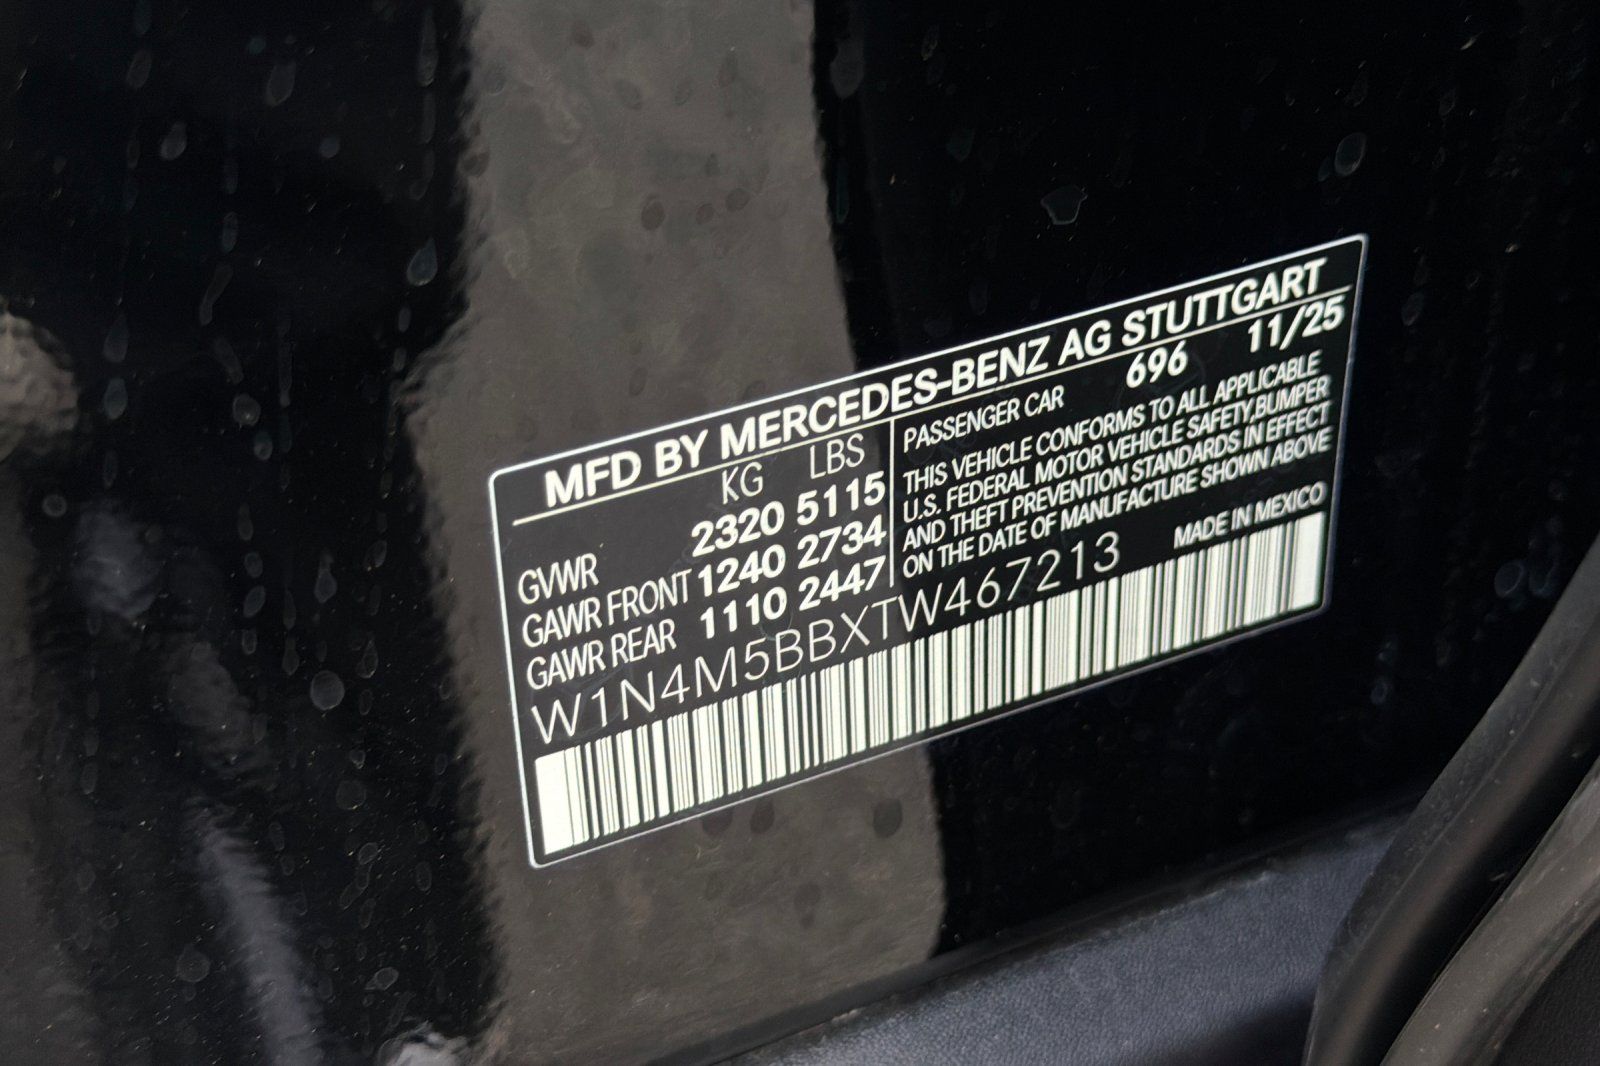 MFD BY MERCEDES-BENZ AG STUTTGART
KG LBS
GVWR 2320 5115
GAWR FRONT 1240 2734
GAWR REAR 1110 2447
PASSENGER CAR 696 11/25
THIS VEHICLE CONFORMS TO ALL APPLICABLE
U.S. FEDERAL MOTOR VEHICLE SAFETY,BUMPER
AND THEFT PREVENTION STANDARDS IN EFFECT
ON THE DATE OF MANUFACTURE SHOWN ABOVE
W1N4M5BBXTW467213
MADE IN MEXICO